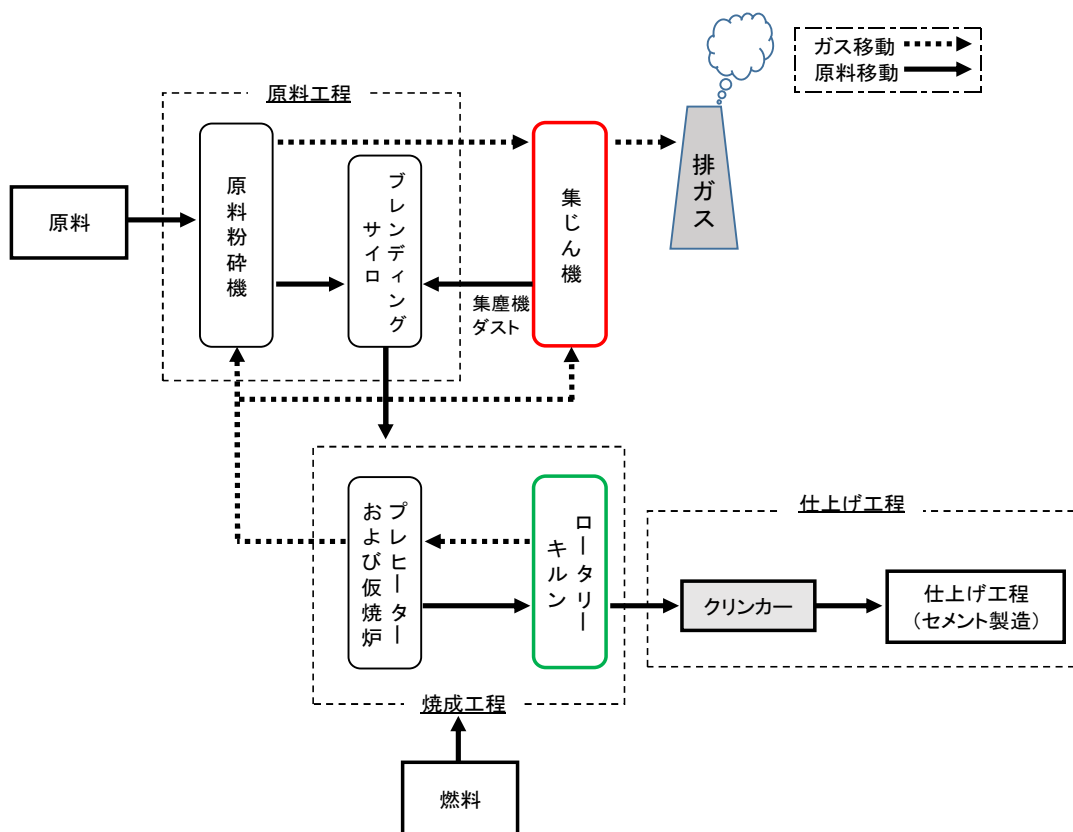 ガス移動
原料移動
原料工程
原料
原料粉砕機
ブレンディング
サイロ
集じん機
排ガス
集塵機
ダスト
プレヒーター
および仮焼炉
ロータリー
キルン
焼成工程
燃料
仕上げ工程
クリンカー
仕上げ工程
（セメント製造）